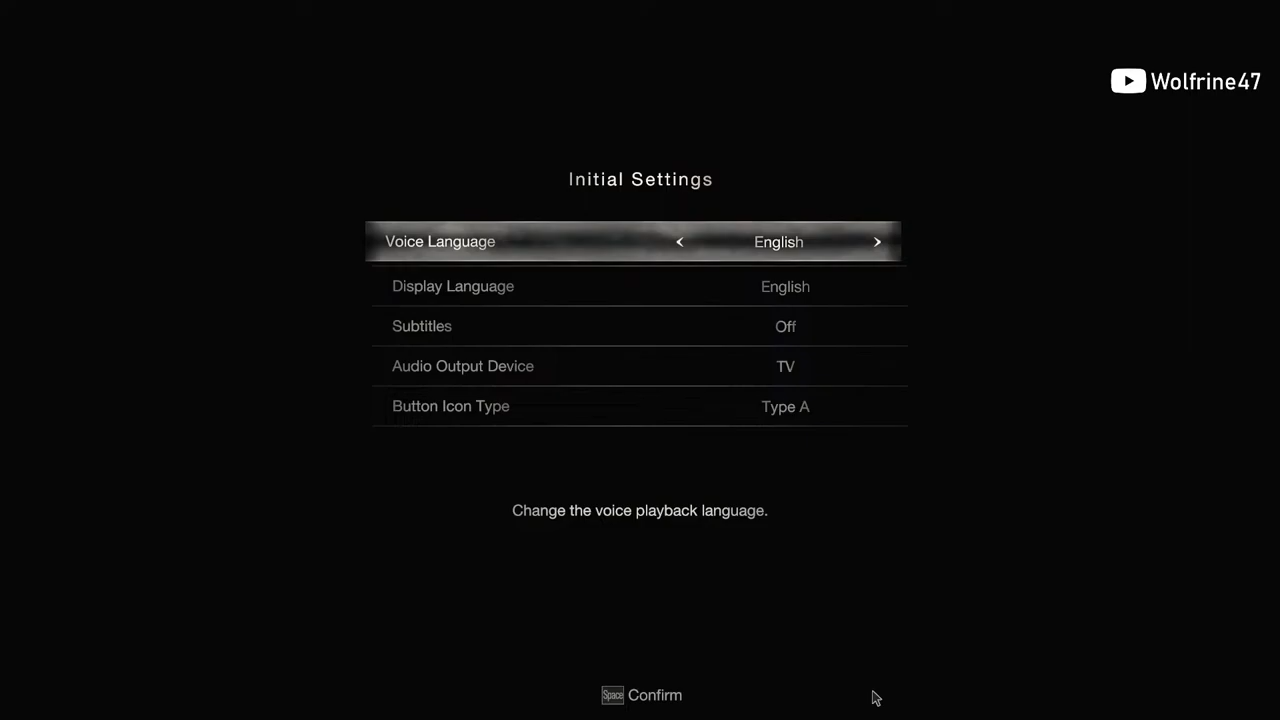 Wolfrine47
Initial Settings
Voice Language English
Display Language English
Subtitles Off
Audio Output Device TV
Button Icon Type Type A
Change the voice playback language.
Space Confirm